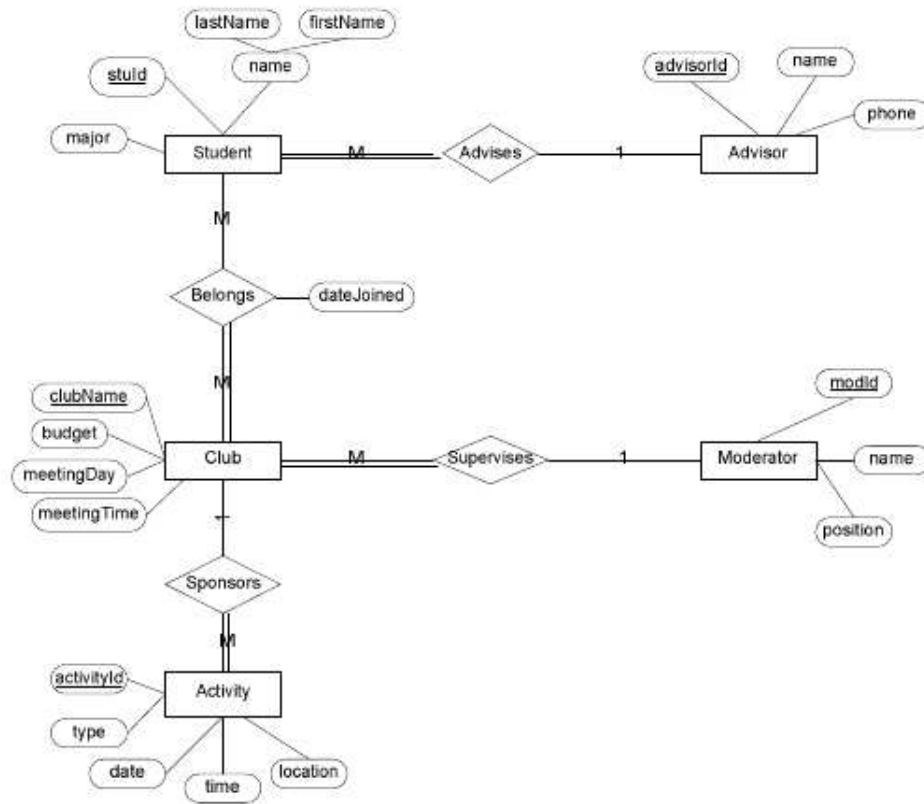 lastName
firstName
name
stuId
major
Student
M
Advises
1
advisorId
name
phone
Advisor
M
Belongs
dateJoined
M
clubName
budget
meetingDay
meetingTime
Club
M
Supervises
1
modId
Moderator
name
position
1
Sponsors
M
activityId
type
date
time
location
Activity